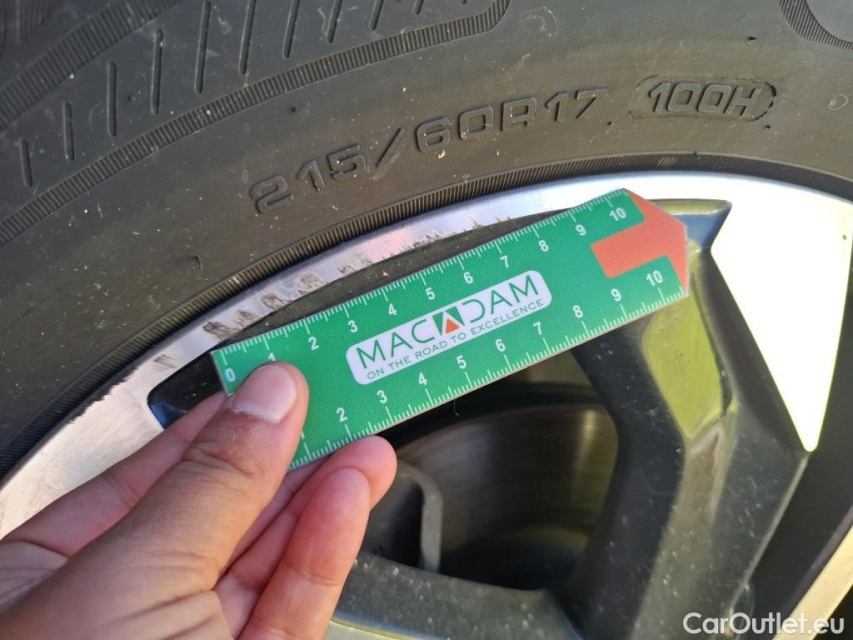 215/60R17 100H
0 1 2 3 4 5 6 7 8 9 10
MACADAM
ON THE ROAD TO EXCELLENCE
2 3 4 5 6 7 8 9 10
CarOutlet.eu